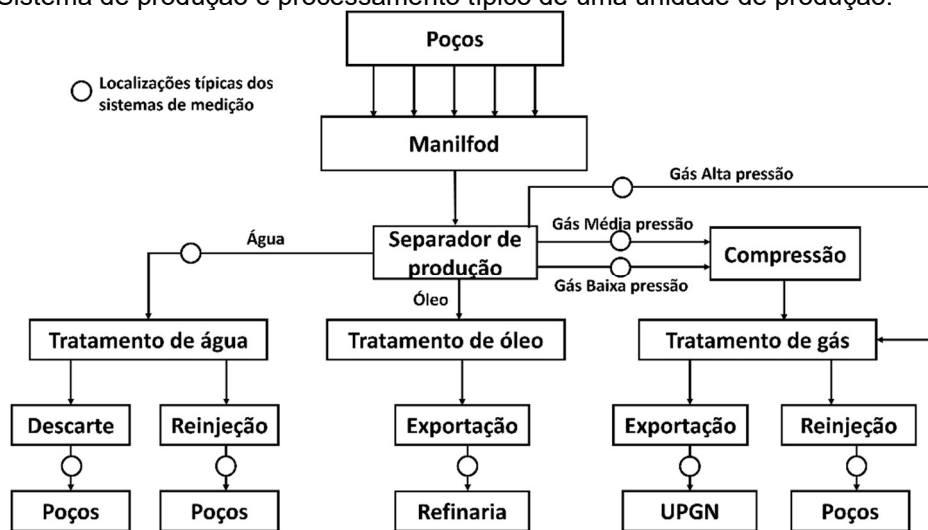 Sistema de produção e processamento típico de uma unidade de produção.
Poços
Localizações típicas dos
sistemas de medição
Manilfod
Gás Alta pressão
Gás Média pressão
Água
Separador de
produção
Compressão
Gás Baixa pressão
Óleo
Tratamento de água
Tratamento de óleo
Tratamento de gás
Descarte
Reinjeção
Exportação
Exportação
Reinjeção
Poços
Poços
Refinaria
UPGN
Poços